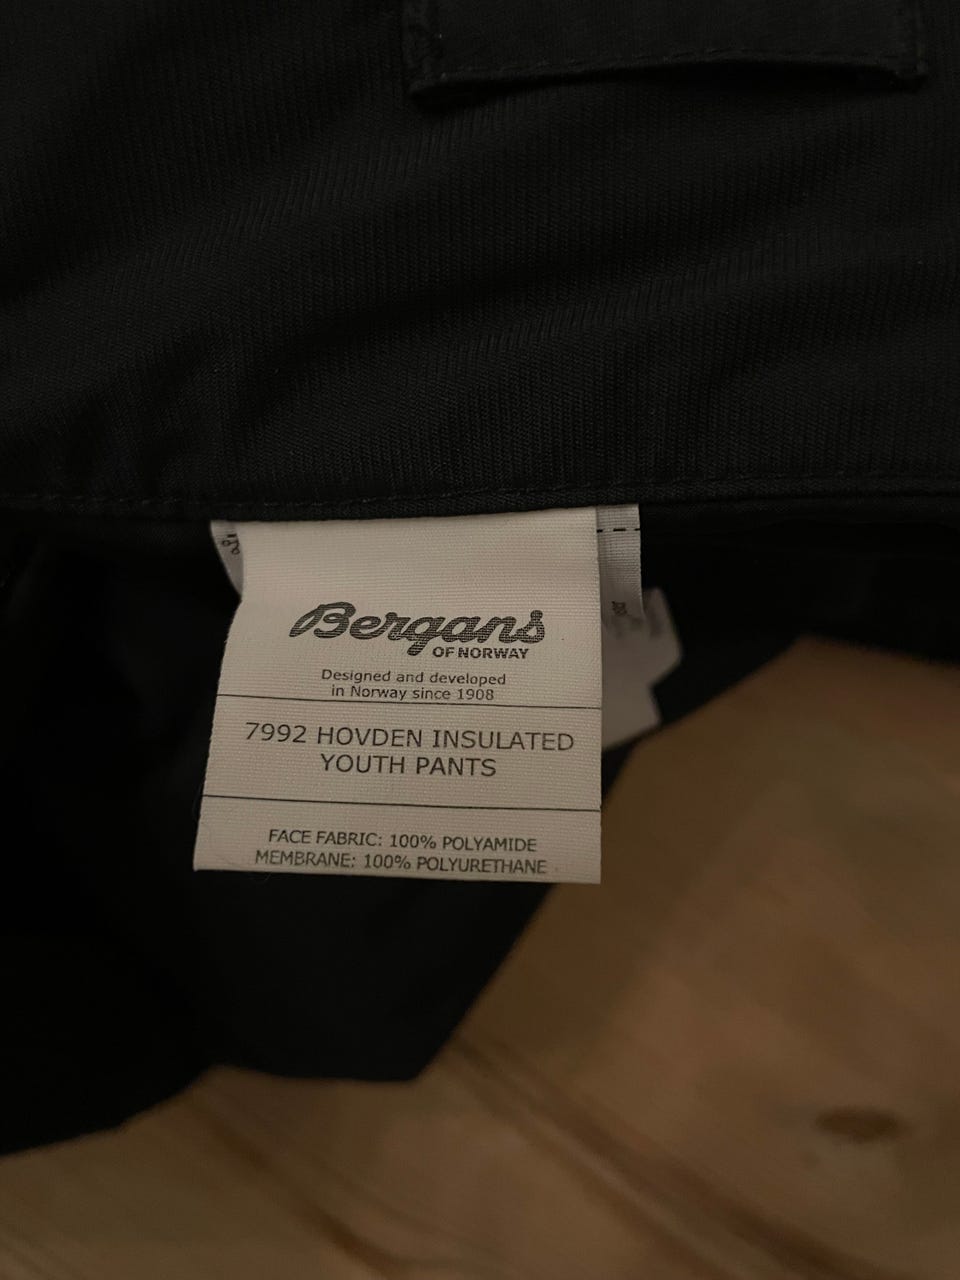 Bergans
OF NORWAY
Designed and developed
in Norway since 1908
7992 HOVDEN INSULATED
YOUTH PANTS
FACE FABRIC: 100% POLYAMIDE
MEMBRANE: 100% POLYURETHANE